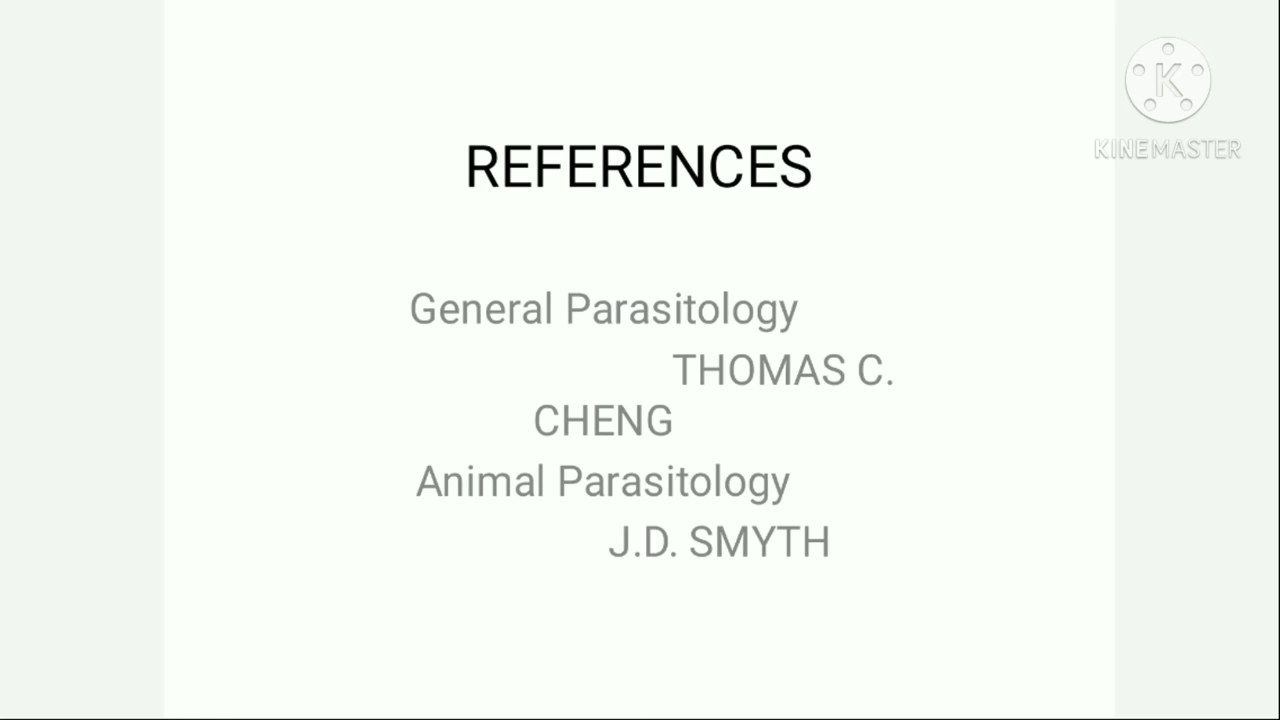 K
KINEMASTER
REFERENCES
General Parasitology
THOMAS C.
CHENG
Animal Parasitology
J.D. SMYTH